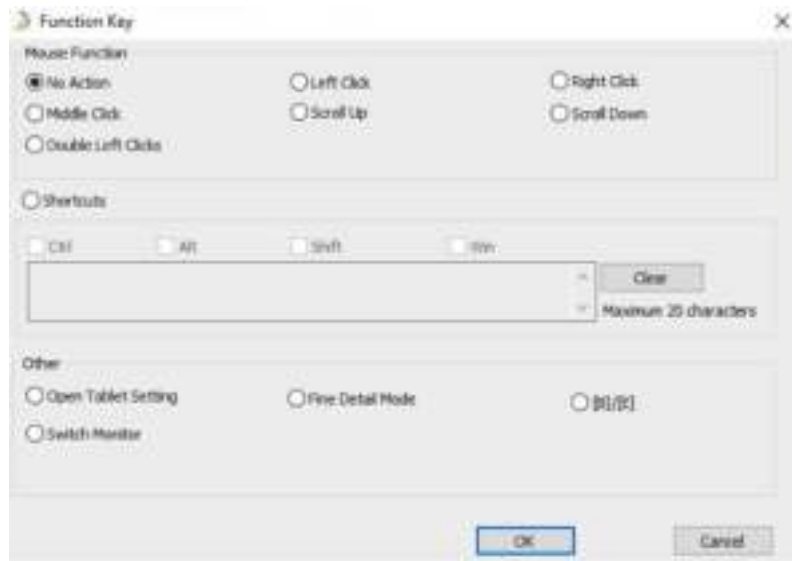 Function Key
Mouse Function
No Action
Left Click
Right Click
Middle Click
Scroll Up
Scroll Down
Double Left Clicks
Shortcuts
Ctrl
Alt
Shift
Win
Clear
Maximum 20 characters
Other
Open Tablet Setting
Fine Detail Mode
Switch Monitor
OK
Cancel